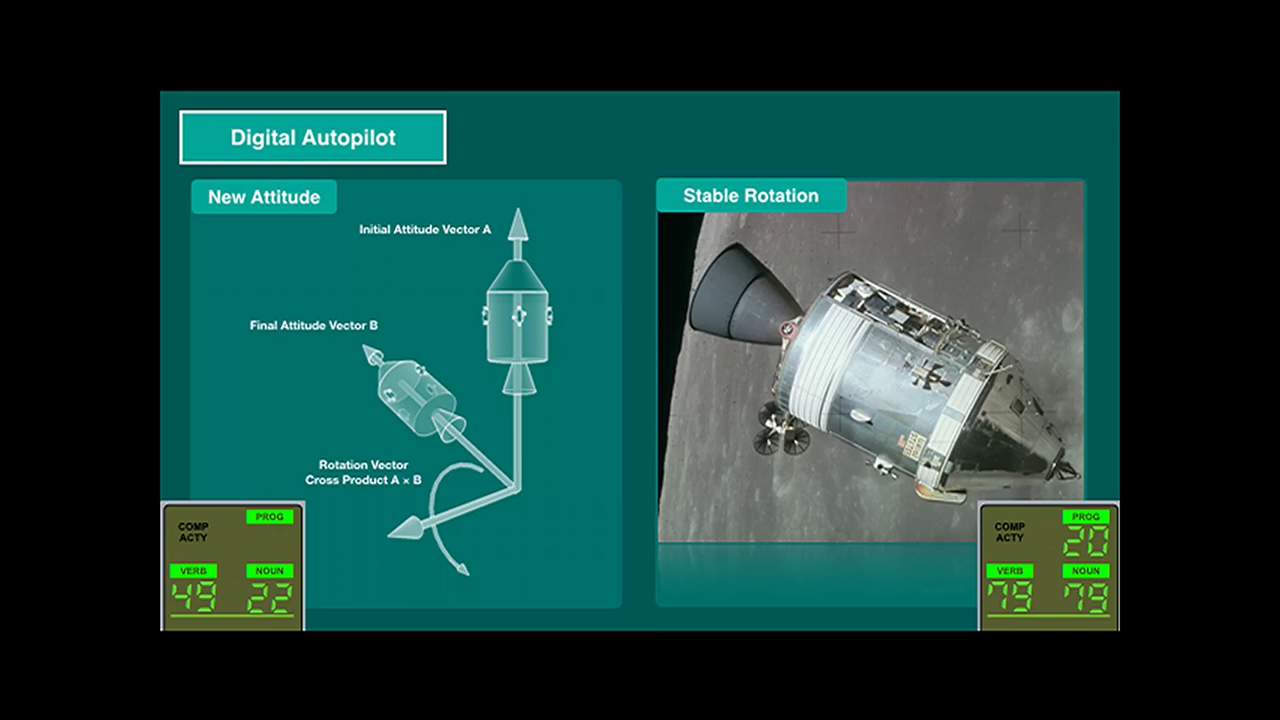 Digital Autopilot
New Attitude
Initial Attitude Vector A
Final Attitude Vector B
Rotation Vector
Cross Product A × B
COMP
ACTY
PROG
VERB
NOUN
49
22
Stable Rotation
COMP
ACTY
PROG
20
VERB
NOUN
79
79